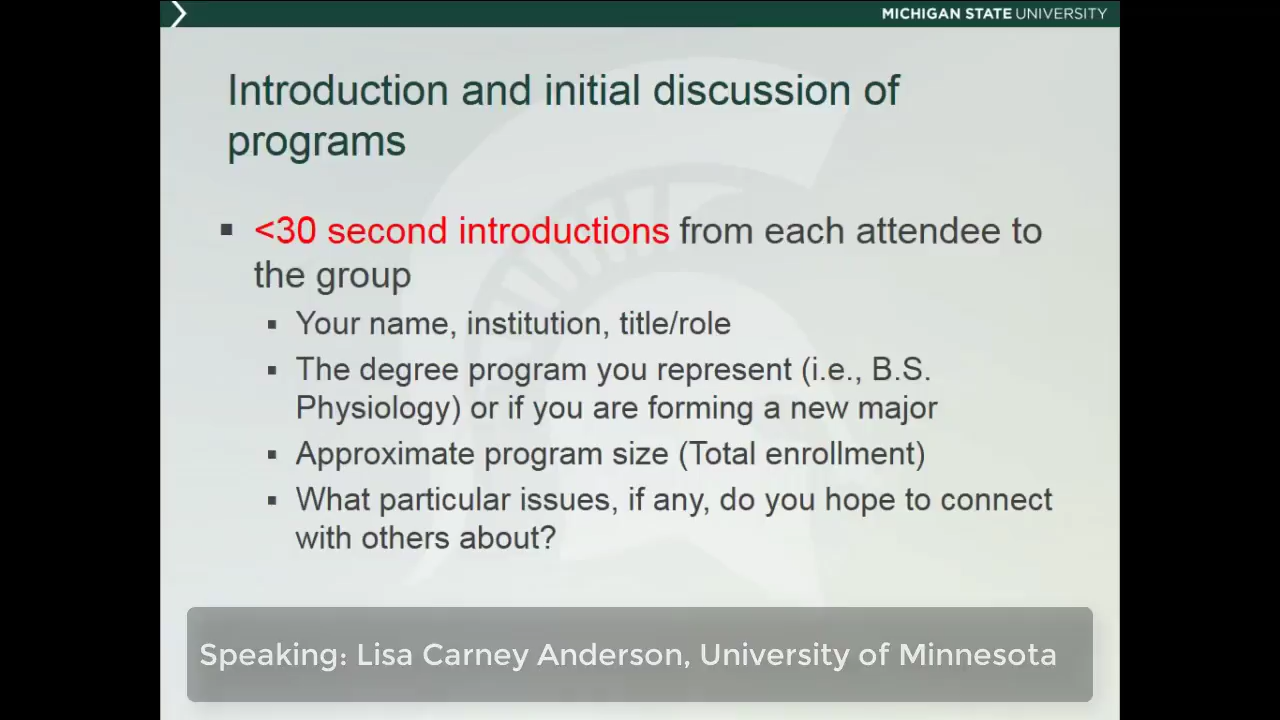 MICHIGAN STATE UNIVERSITY
Introduction and initial discussion of
programs
<30 second introductions from each attendee to
the group
Your name, institution, title/role
The degree program you represent (i.e., B.S.
Physiology) or if you are forming a new major
Approximate program size (Total enrollment)
What particular issues, if any, do you hope to connect
with others about?
Speaking: Lisa Carney Anderson, University of Minnesota